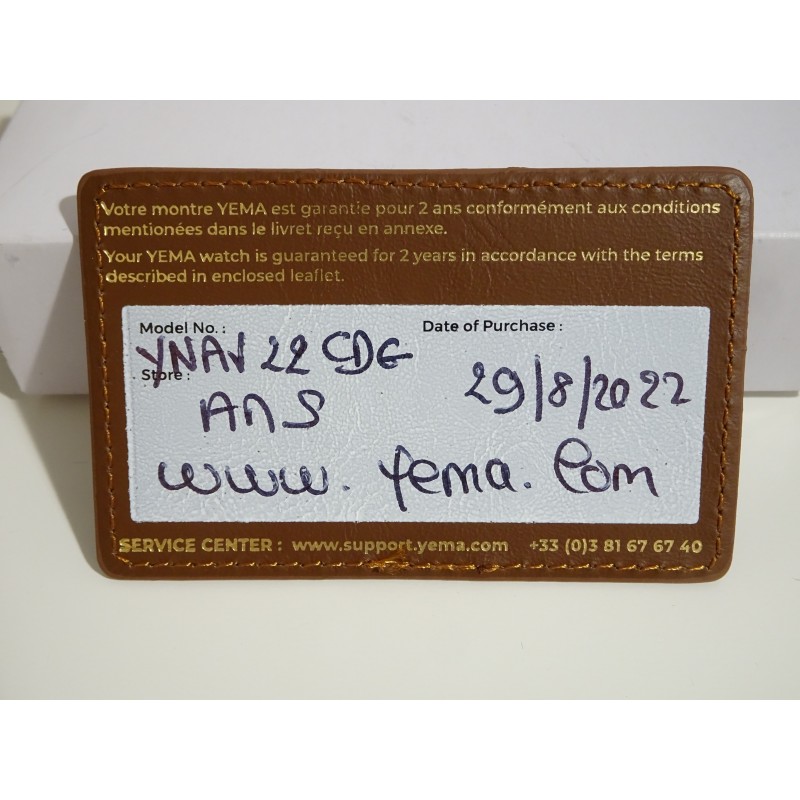 Votre montre YEMA est garantie pour 2 ans conformément aux conditions
mentionées dans le livret reçu en annexe.
Your YEMA watch is guaranteed for 2 years in accordance with the terms
described in enclosed leaflet.
Model No. : Date of Purchase :
YNAV22 CDG
Store : 29/8/2022
AMS
www.yema.com
SERVICE CENTER : www.support.yema.com +33 (0)3 81 67 67 40